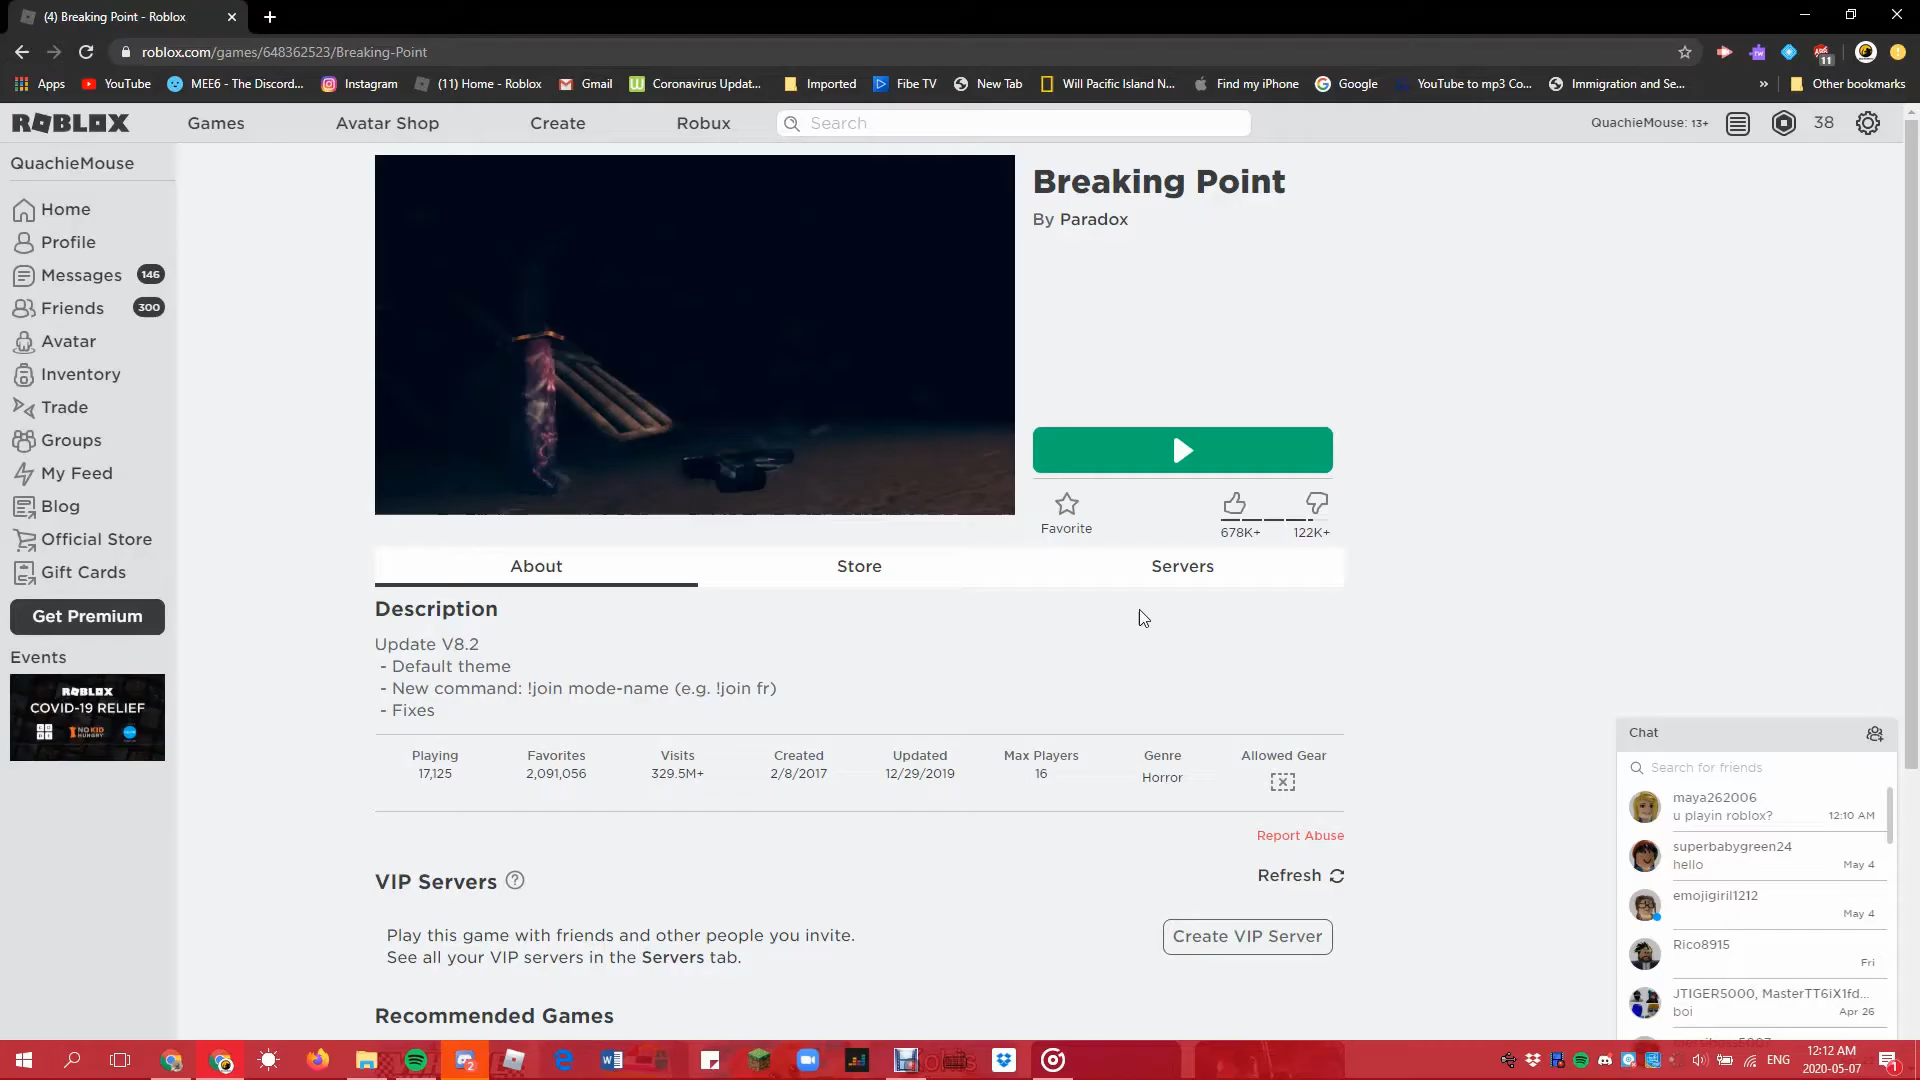 (4) Breaking Point - Roblox
roblox.com/games/648362523/Breaking-Point
Apps YouTube MEE6 - The Discord... Instagram (11) Home - Roblox Gmail Coronavirus Updat... Imported Fibe TV New Tab Will Pacific Island N... Find my iPhone Google YouTube to mp3 Co... Immigration and Se... » Other bookmarks
11
ROBLOX Games Avatar Shop Create Robux Search QuachieMouse: 13+ 38
QuachieMouse
Home
Profile
Messages 146
Friends 300
Avatar
Inventory
Trade
Groups
My Feed
Blog
Official Store
Gift Cards
Get Premium
Events
ROBLOX
COVID-19 RELIEF
NO KID
HUNGRY
Breaking Point
By Paradox
Favorite
678K+ 122K+
About Store Servers
Description
Update V8.2
- Default theme
- New command: !join mode-name (e.g. !join fr)
- Fixes
Playing Favorites Visits Created Updated Max Players Genre Allowed Gear
17,125 2,091,056 329.5M+ 2/8/2017 12/29/2019 16 Horror
Report Abuse
VIP Servers Refresh
Play this game with friends and other people you invite.
See all your VIP servers in the Servers tab.
Create VIP Server
Recommended Games
Chat
Search for friends
maya262006
u playin roblox? 12:10 AM
superbabygreen24
hello May 4
emojigiril1212
May 4
Rico8915
Fri
JTIGER5000, MasterTT6iX1fd...
boi Apr 26
ENG
12:12 AM
2020-05-07